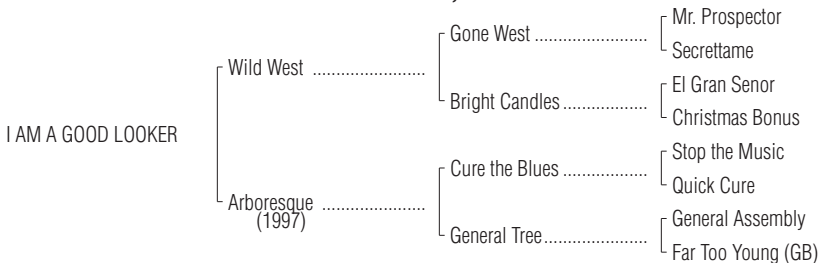 Mr. Prospector
Gone West ..........................
Secrettame
Wild West ........................
El Gran Senor
Bright Candles ...................
Christmas Bonus
I AM A GOOD LOOKER
Stop the Music
Cure the Blues ...................
Quick Cure
Arboresque .......................
(1997)
General Assembly
General Tree........................
Far Too Young (GB)